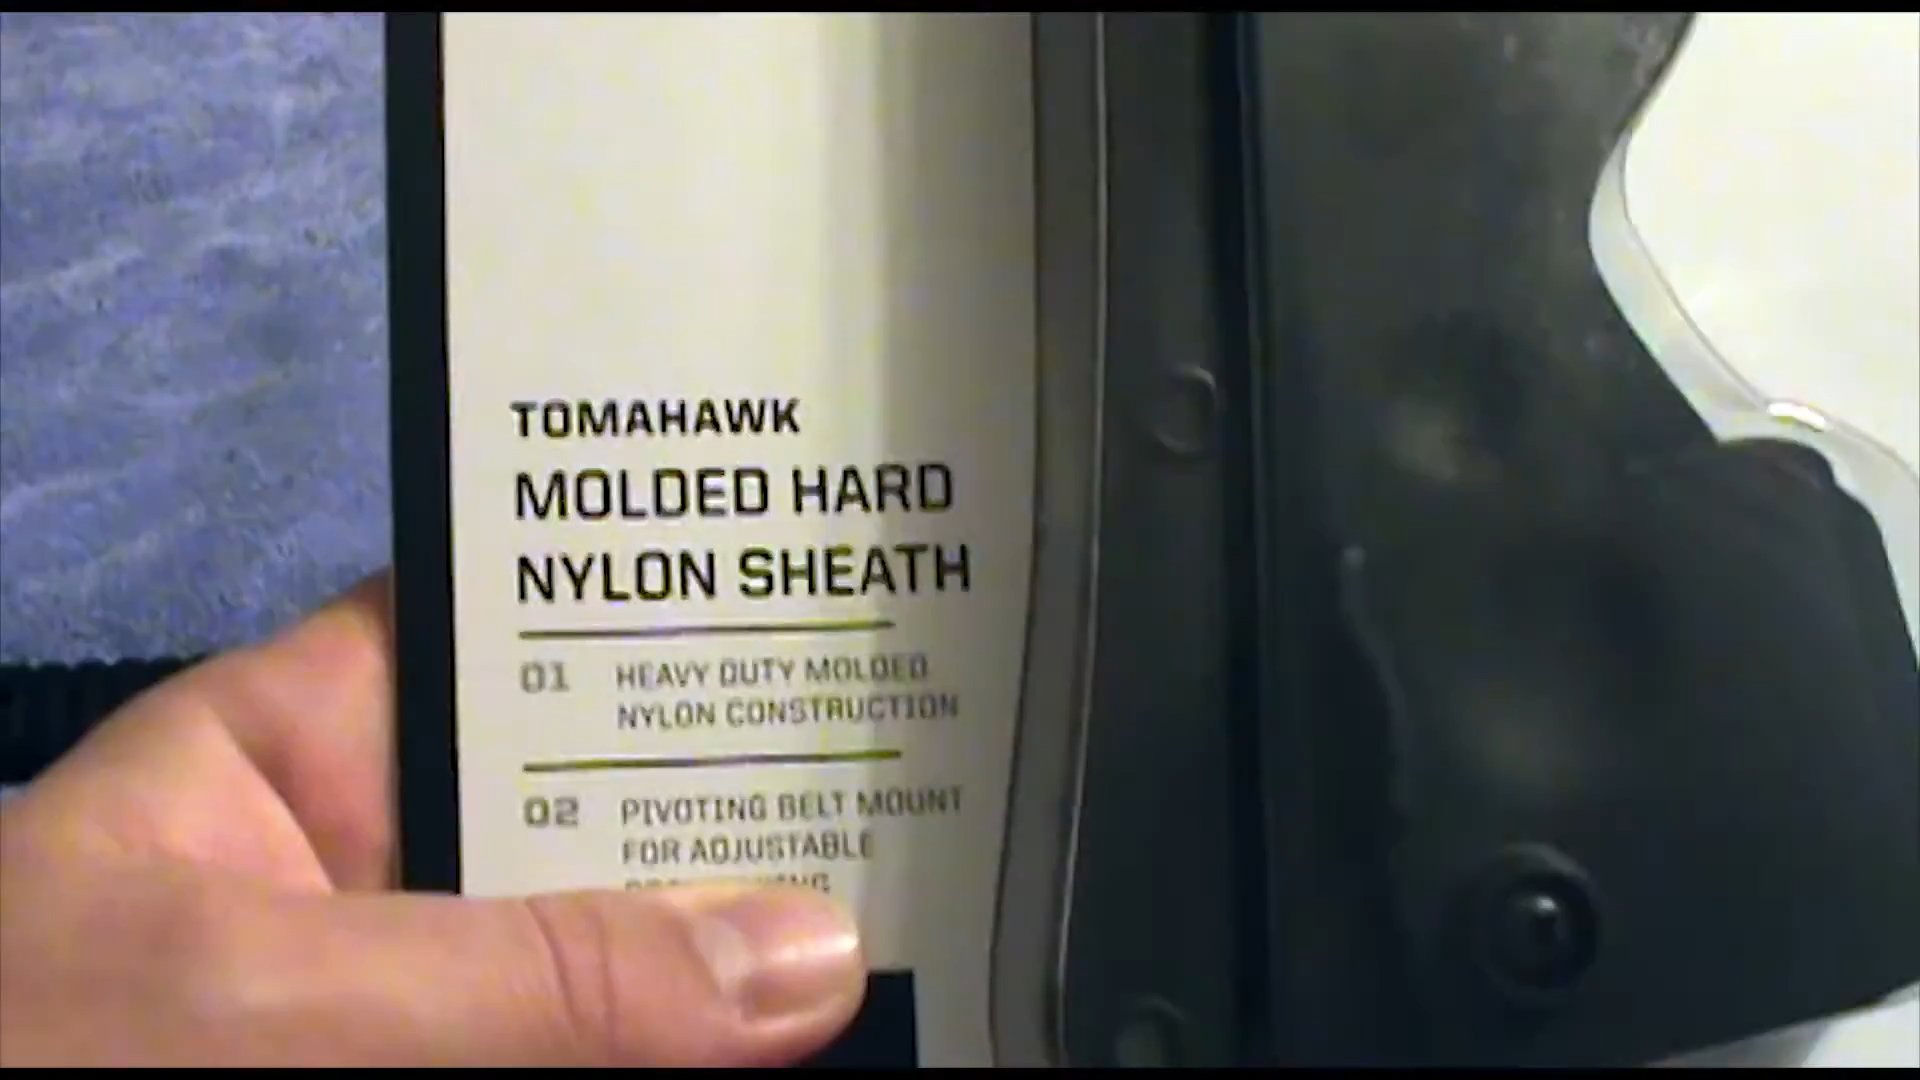 TOMAHAWK
MOLDED HARD
NYLON SHEATH
01 HEAVY DUTY MOLDED
NYLON CONSTRUCTION
02 PIVOTING BELT MOUNT
FOR ADJUSTABLE